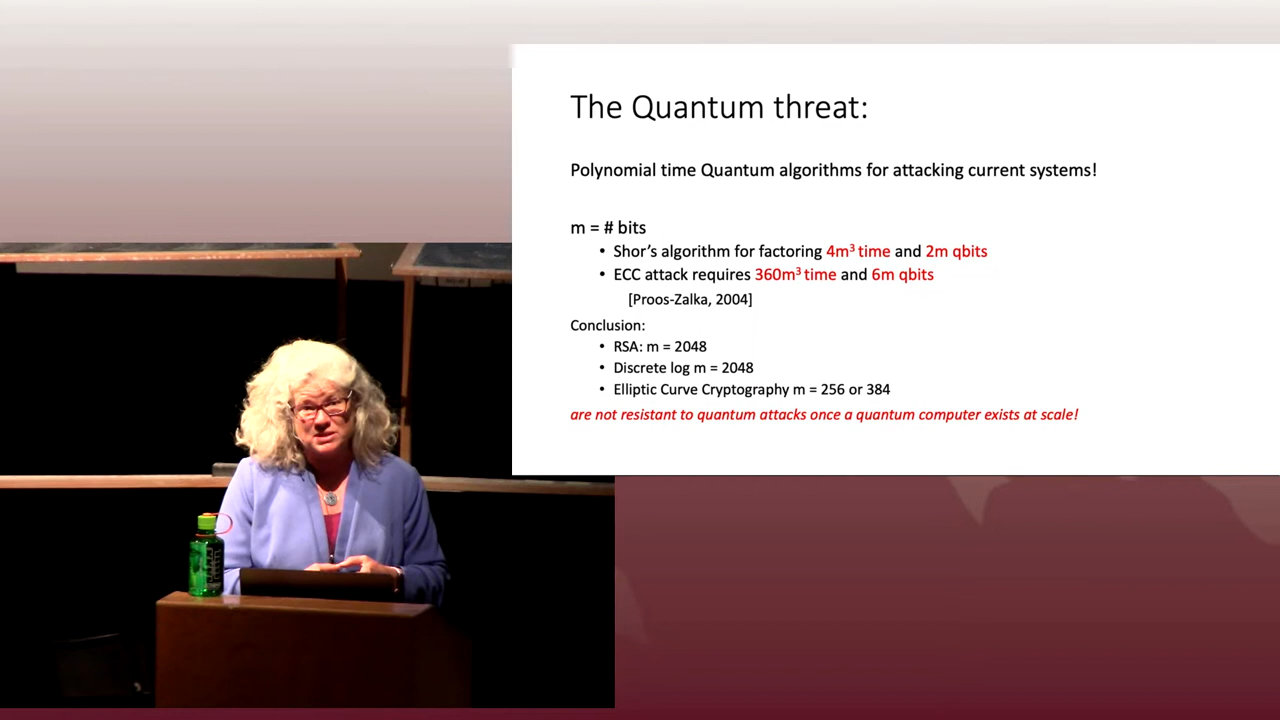 The Quantum threat:
Polynomial time Quantum algorithms for attacking current systems!
m = # bits
• Shor's algorithm for factoring 4m³ time and 2m qbits
• ECC attack requires 360m³ time and 6m qbits
[Proos-Zalka, 2004]
Conclusion:
• RSA: m = 2048
• Discrete log m = 2048
• Elliptic Curve Cryptography m = 256 or 384
are not resistant to quantum attacks once a quantum computer exists at scale!